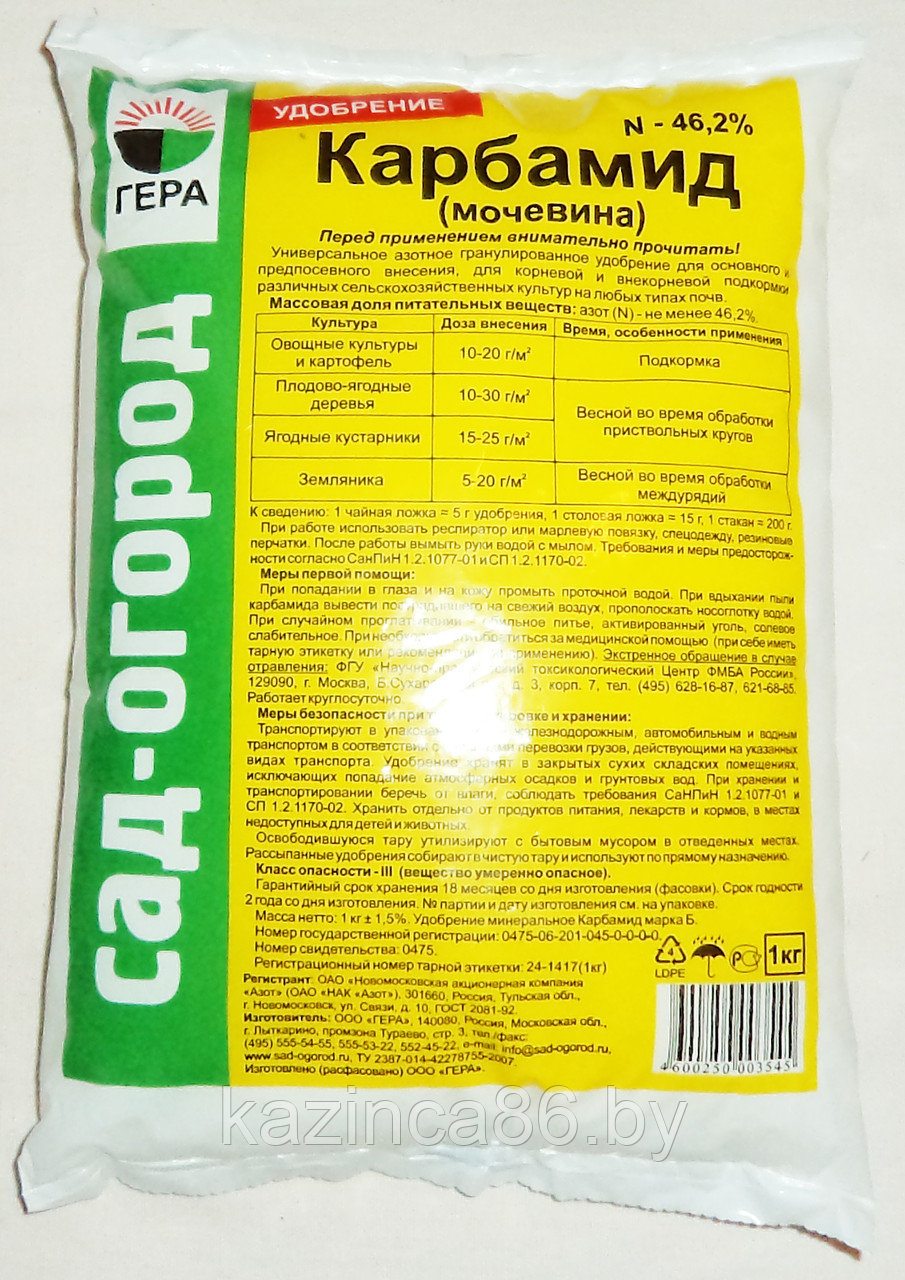 ГЕРА
сад-огород
УДОБРЕНИЕ
N - 46,2%
Карбамид
(мочевина)
Перед применением внимательно прочитать!
Универсальное азотное гранулированное удобрение для основного и
предпосевного внесения, для корневой и внекорневой подкормки
различных сельскохозяйственных культур на любых типах почв.
Массовая доля питательных веществ: азот (N) - не менее 46,2%.
Культура Доза внесения Время, особенности применения
Овощные культуры и картофель 10-20 г/м² Подкормка
Плодово-ягодные деревья 10-30 г/м² Весной во время обработки приствольных кругов
Ягодные кустарники 15-25 г/м²
Земляника 5-20 г/м² Весной во время обработки междурядий
К сведению: 1 чайная ложка = 5 г удобрения, 1 столовая ложка = 15 г, 1 стакан = 200 г.
При работе использовать респиратор или марлевую повязку, спецодежду, резиновые
перчатки. После работы вымыть руки водой с мылом. Требования и меры предосторож-
ности согласно СанПиН 1.2.1077-01 и СП 1.2.1170-02.
Меры первой помощи:
При попадании в глаза и на кожу промыть проточной водой. При вдыхании пыли
карбамида вывести на свежий воздух, прополоскать носоглотку водой.
При случайном питье, активированный уголь, солевое
слабительное. При обратиться за медицинской помощью (при себе иметь
тарную этикетку или применению). Экстренное обращение в случае
отравления: ФГУ токсикологический Центр ФМБА России»,
129090, г. Москва, д. 3, корп. 7, тел. (495) 628-16-87, 621-68-85.
Работает круглосуточно.
Меры безопасности при и хранении:
Транспортируют в железнодорожным, автомобильным и водным
транспортом в соответствии с перевозки грузов, действующими на указанных
видах транспорта. Удобрение хранят в закрытых сухих складских помещениях,
исключающих попадание атмосферных осадков и грунтовых вод. При хранении и
транспортировании беречь от влаги, соблюдать требования СаНПиН 1.2.1077-01 и
СП 1.2.1170-02. Хранить отдельно от продуктов питания, лекарств и кормов, в местах
недоступных для детей и животных.
Освободившуюся тару утилизируют с бытовым мусором в отведенных местах.
Рассыпанные удобрения собирают в чистую тару и используют по прямому назначению.
Класс опасности - III (вещество умеренно опасное).
Гарантийный срок хранения 18 месяцев со дня изготовления (фасовки). Срок годности
2 года со дня изготовления. № партии и дату изготовления см. на упаковке.
Масса нетто: 1 кг ± 1,5%. Удобрение минеральное Карбамид марка Б.
Номер государственной регистрации: 0475-06-201-045-0-0-0-0.
Номер свидетельства: 0475.
Регистрационный номер тарной этикетки: 24-1417(1кг)
4
LDPE
1 кг
Регистрант: ОАО «Новомосковская акционерная компания
«Азот» (ОАО «НАК «Азот»). 301660, Россия, Тульская обл.,
г. Новомосковск, ул. Связи, д. 10, ГОСТ 2081-92.
Изготовитель: ООО «ГЕРА», 140080, Россия, Московская обл.,
г. Лыткарино, промзона Тураево, стр. 3, тел./факс:
(495) 555-54-55, 555-53-22, 552-45-22, e-mail: info@sad-ogorod.ru,
www.sad-ogorod.ru, ТУ 2387-014-42278755-2007.
Изготовлено (расфасовано) ООО «ГЕРА».
4 600250 003545
kazinca86.by